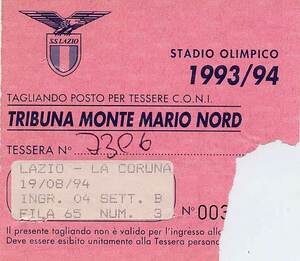 S.S. LAZIO
STADIO OLIMPICO
1993/94
TAGLIANDO POSTO PER TESSERE C.O.N.I.
TRIBUNA MONTE MARIO NORD
TESSERA N° 7306
LAZIO - LA CORUNA
19/08/94
INGR. 04 SETT. B
FILA 65 NUM. 3
N° 003
Il presente tagliando non è valido per l'ingresso alla
Deve essere esibito unitamente alla Tessera persona